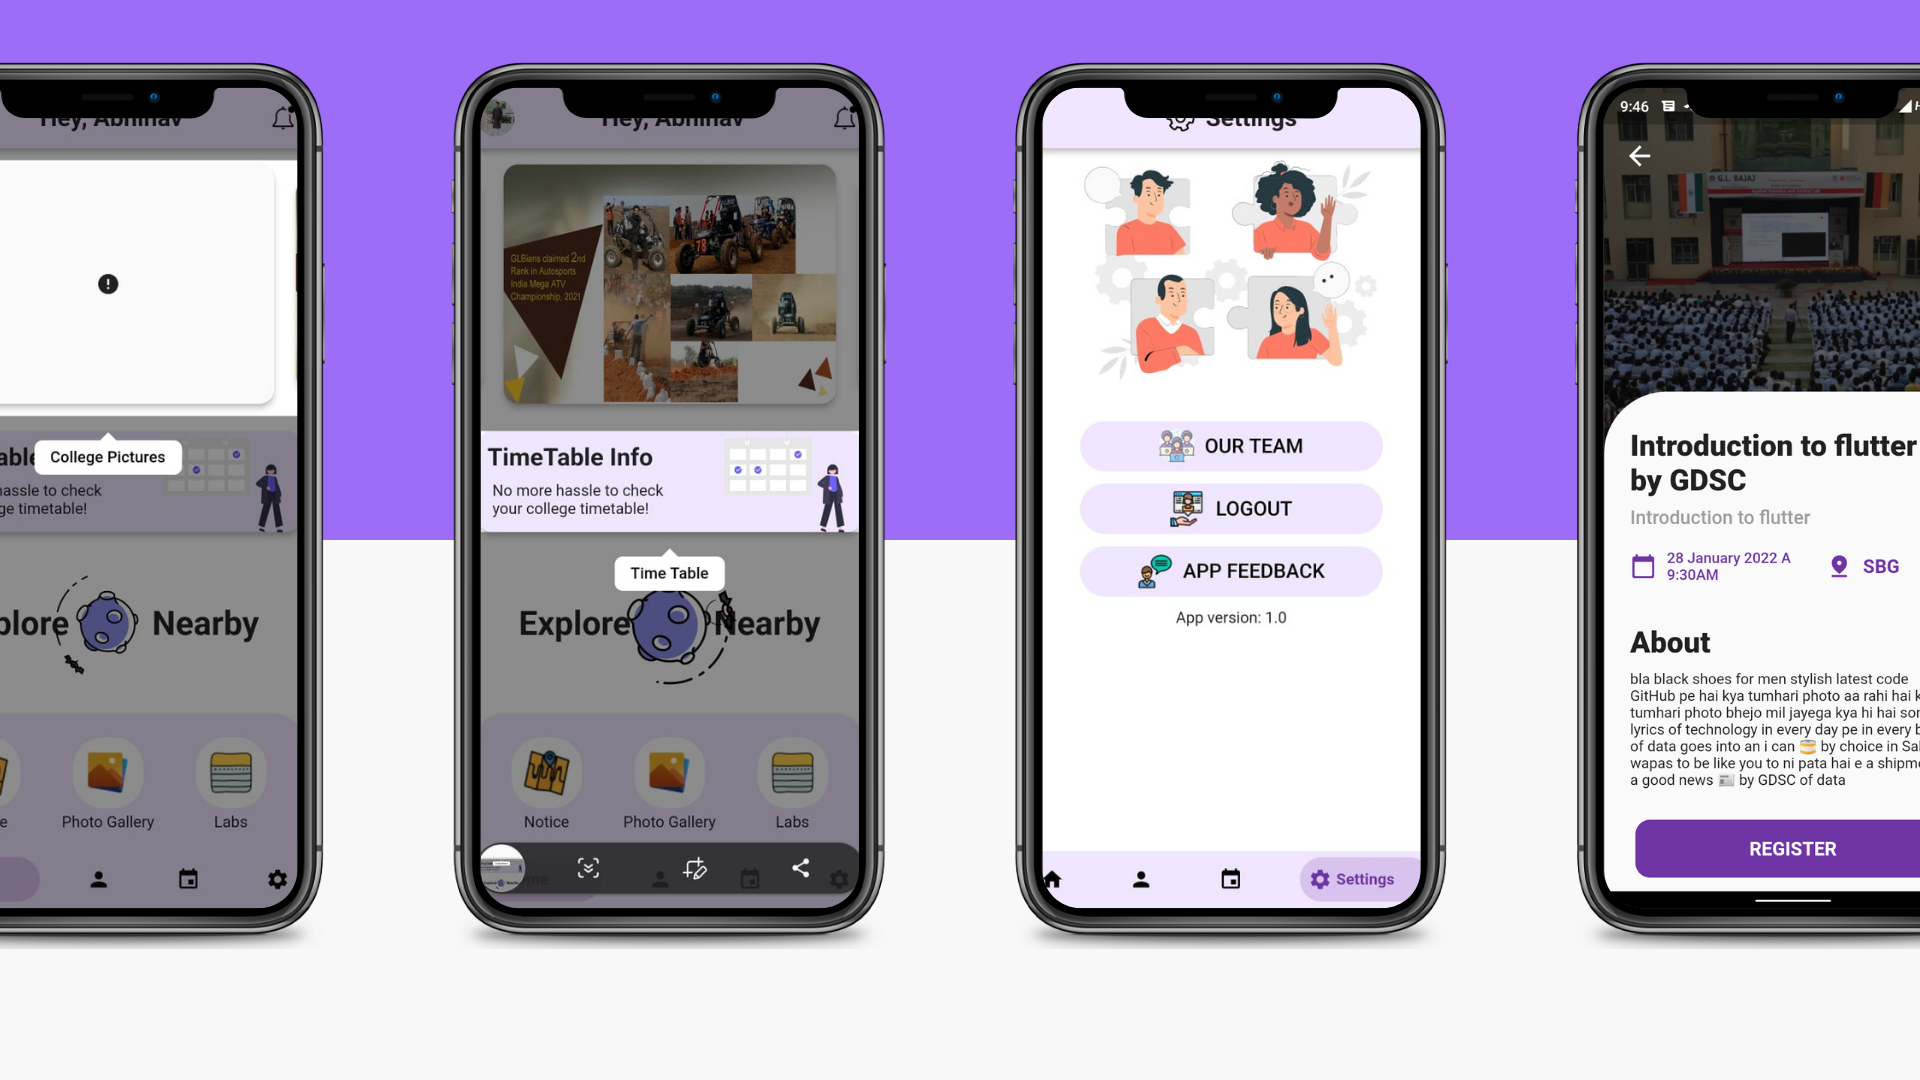 Hey, Abhinav
College Pictures
hassle to check
ge timetable!
plore Nearby
e
Photo Gallery
Labs
Hey, Abhinav
GLBians claimed 2nd
Rank in Autosports
India Mega ATV
Championship, 2021
78
TimeTable Info
No more hassle to check
your college timetable!
Time Table
Explore Nearby
Notice
Photo Gallery
Labs
Settings
OUR TEAM
LOGOUT
APP FEEDBACK
App version: 1.0
Settings
9:46
G.L. BAJAJ
Introduction to flutter
by GDSC
Introduction to flutter
28 January 2022 A
9:30AM
SBG
About
bla black shoes for men stylish latest code
GitHub pe hai kya tumhari photo aa rahi hai k
tumhari photo bhejo mil jayega kya hi hai sor
lyrics of technology in every day pe in every b
of data goes into an i can by choice in Sal
wapas to be like you to ni pata hai e a shipme
a good news by GDSC of data
REGISTER